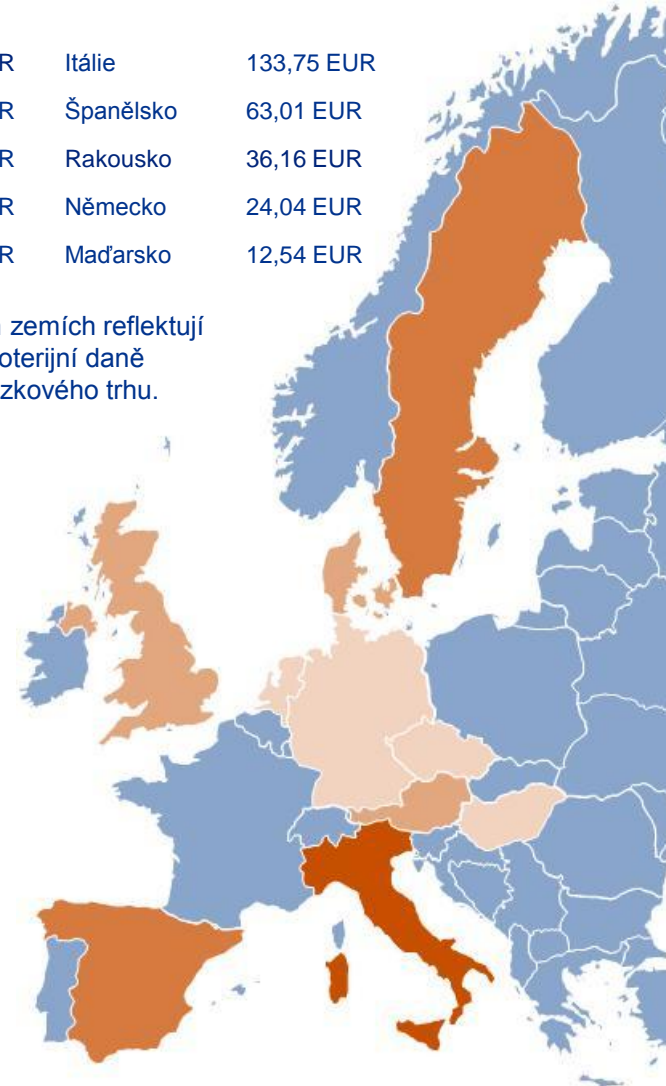 R Itálie 133,75 EUR
R Španělsko 63,01 EUR
R Rakousko 36,16 EUR
R Německo 24,04 EUR
R Maďarsko 12,54 EUR
zemích reflektují
oterijní daně
zkového trhu.